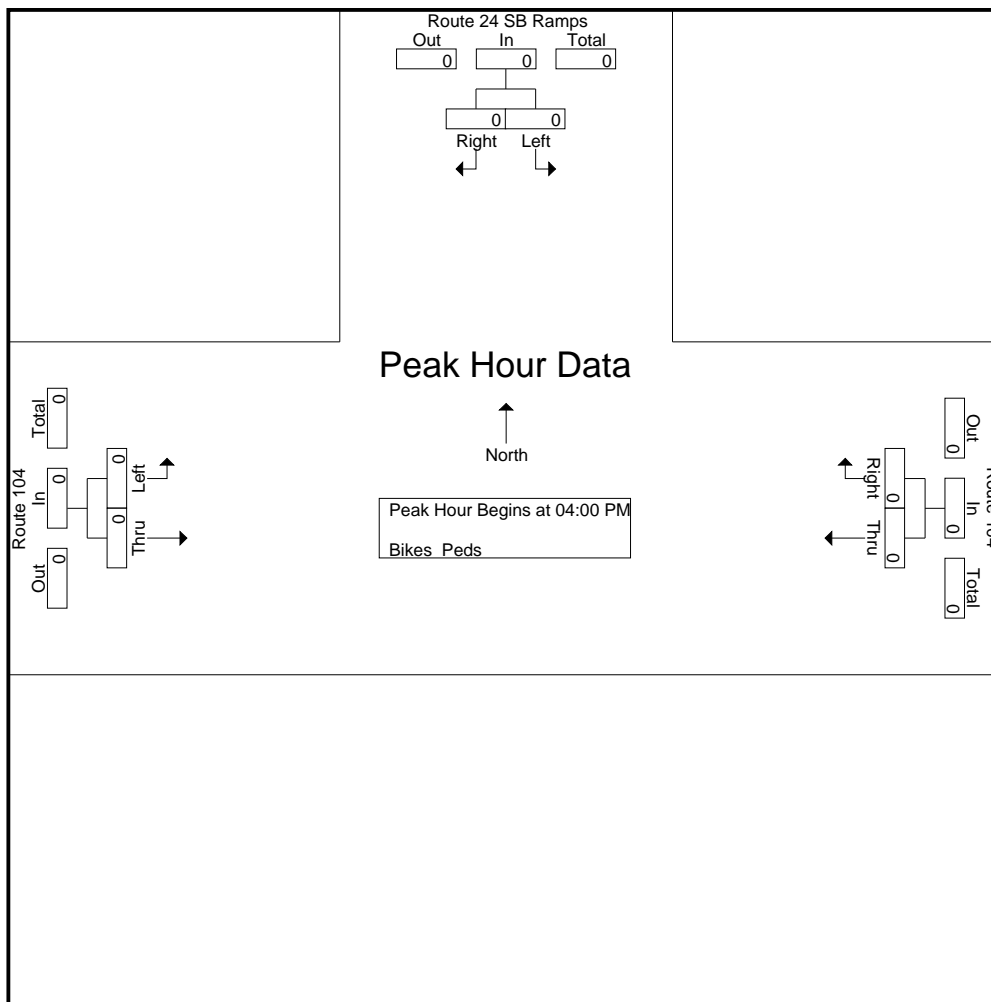 Route 24 SB Ramps
Out In Total
0 0 0
0 0
Right Left
Peak Hour Data
North
Peak Hour Begins at 04:00 PM
Bikes Peds
Route 104
Out In Total
0 0 0
Left Thru
0 0
Route 104
Out In Total
0 0 0
Right Thru
0 0